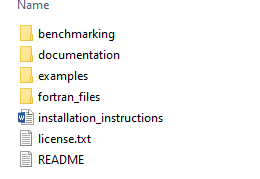 Name
benchmarking
documentation
examples
fortran_files
installation_instructions
license.txt
README